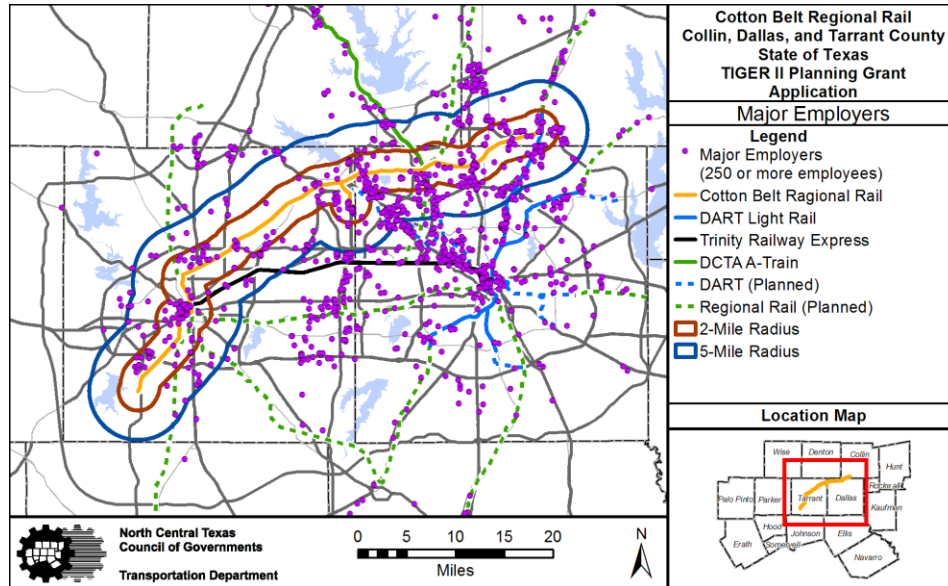 Cotton Belt Regional Rail
Collin, Dallas, and Tarrant County
State of Texas
TIGER II Planning Grant
Application
Major Employers
Legend
Major Employers
(250 or more employees)
Cotton Belt Ragional Rail
DART Light Rail
Trinity Railway Express
DCTA A-Train
DART (Planned)
Regional Rail (Planned)
2-Mile Radius
5-Mile Radius
Location Map
Wise Denton Collin
Hunt
Rockwall
Palo Pinto Parker Tarrant Dallas
Kaufman
Hood
Johnson Ellis
Erath Somervell
Navarro
North Central Texas
Council of Governments
Transportation Department
0 5 10 15 20
Miles
N